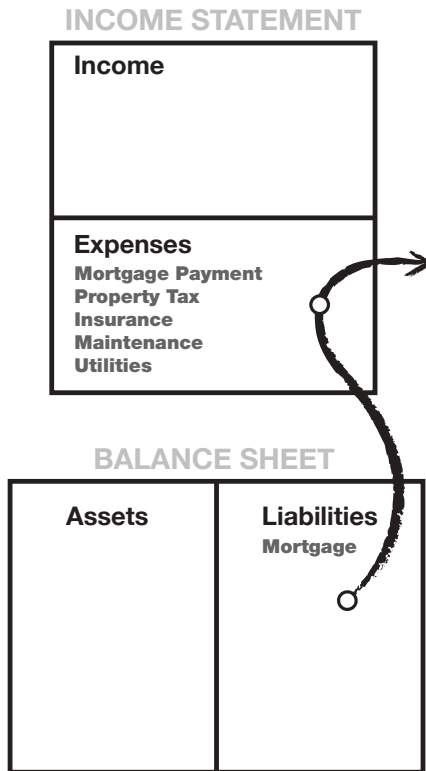 INCOME STATEMENT
Income
Expenses
Mortgage Payment
Property Tax
Insurance
Maintenance
Utilities
BALANCE SHEET
Assets
Liabilities
Mortgage